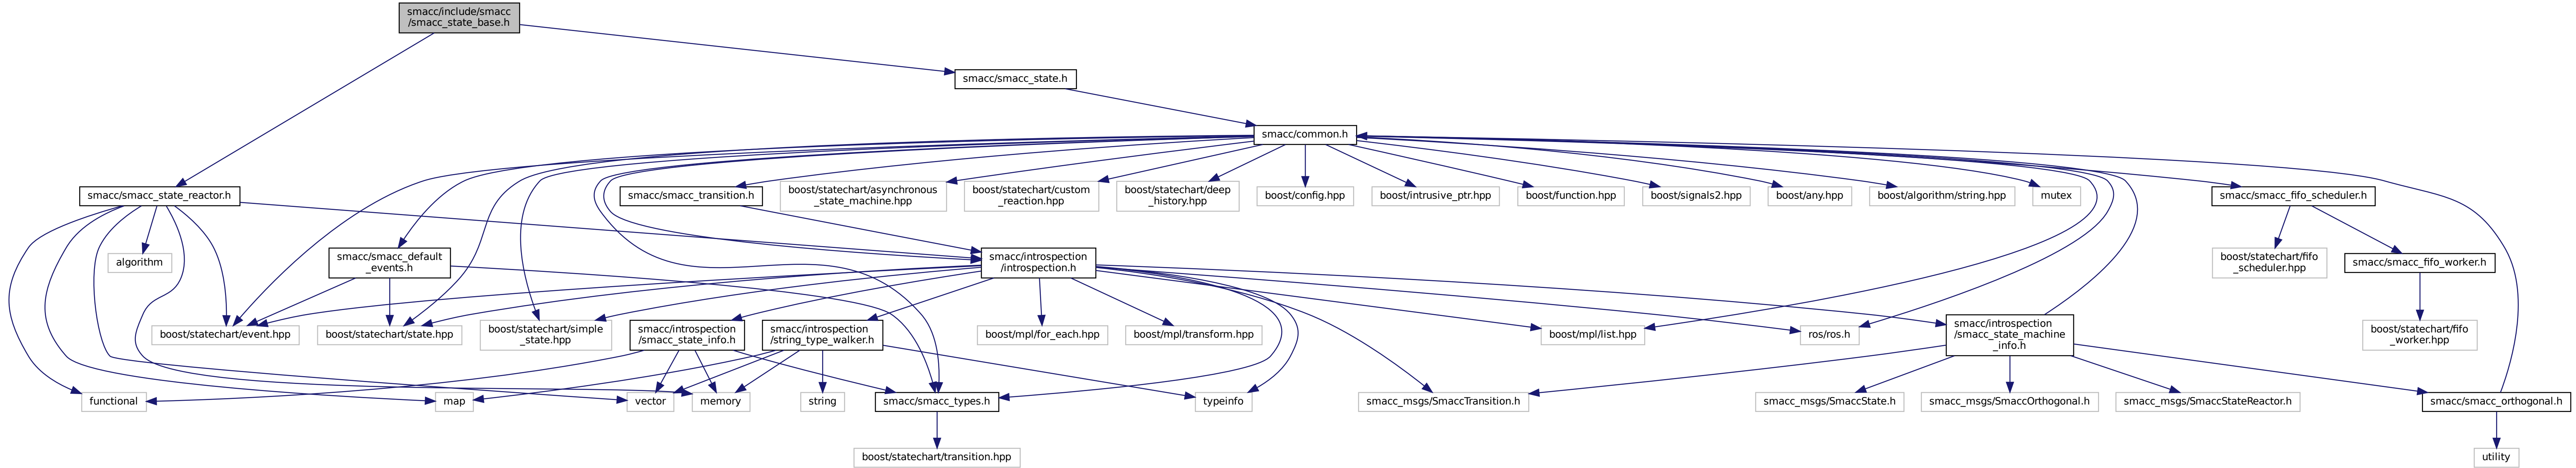 smacc/include/smacc
/smacc_state_base.h
smacc/smacc_state.h
smacc/common.h
smacc/smacc_state_reactor.h
smacc/smacc_transition.h
boost/statechart/asynchronous
_state_machine.hpp
boost/statechart/custom
_reaction.hpp
boost/statechart/deep
_history.hpp
boost/config.hpp
boost/intrusive_ptr.hpp
boost/function.hpp
boost/signals2.hpp
boost/any.hpp
boost/algorithm/string.hpp
mutex
smacc/smacc_fifo_scheduler.h
algorithm
smacc/smacc_default
_events.h
smacc/introspection
/introspection.h
boost/statechart/fifo
_scheduler.hpp
smacc/smacc_fifo_worker.h
boost/statechart/event.hpp
boost/statechart/state.hpp
boost/statechart/simple
_state.hpp
smacc/introspection
/smacc_state_info.h
smacc/introspection
/string_type_walker.h
boost/mpl/for_each.hpp
boost/mpl/transform.hpp
boost/mpl/list.hpp
ros/ros.h
smacc/introspection
/smacc_state_machine
_info.h
boost/statechart/fifo
_worker.hpp
functional
map
vector
memory
string
smacc/smacc_types.h
typeinfo
smacc_msgs/SmaccTransition.h
smacc_msgs/SmaccState.h
smacc_msgs/SmaccOrthogonal.h
smacc_msgs/SmaccStateReactor.h
smacc/smacc_orthogonal.h
boost/statechart/transition.hpp
utility